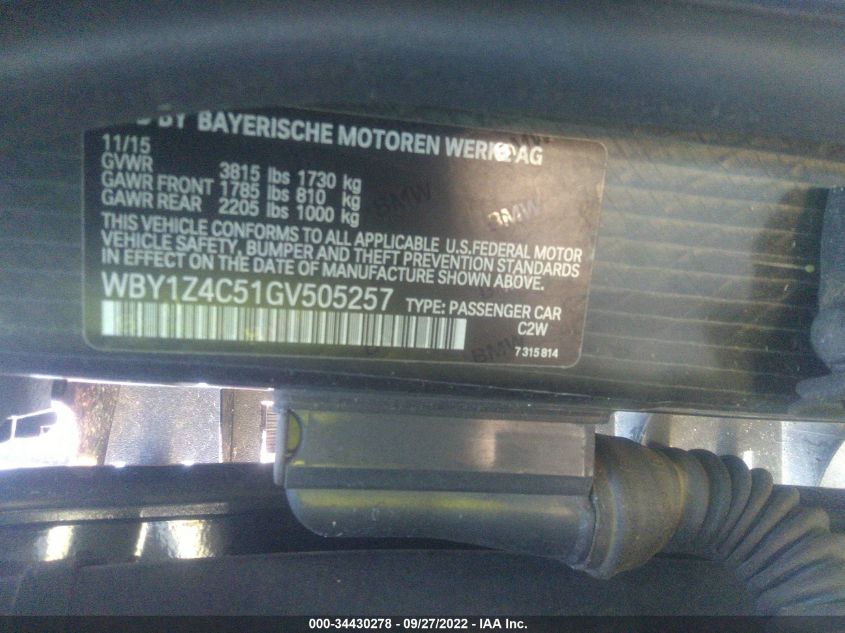 BY BAYERISCHE MOTOREN WERKE AG
11/15
GVWR 3815 lbs 1730 kg
GAWR FRONT 1785 lbs 810 kg
GAWR REAR 2205 lbs 1000 kg
THIS VEHICLE CONFORMS TO ALL APPLICABLE U.S.FEDERAL MOTOR
VEHICLE SAFETY, BUMPER AND THEFT PREVENTION STANDARDS
IN EFFECT ON THE DATE OF MANUFACTURE SHOWN ABOVE.
WBY1Z4C51GV505257 TYPE: PASSENGER CAR
C2W
7315814
BMW
BMW
BMW
000-34430278 - 09/27/2022 - IAA Inc.